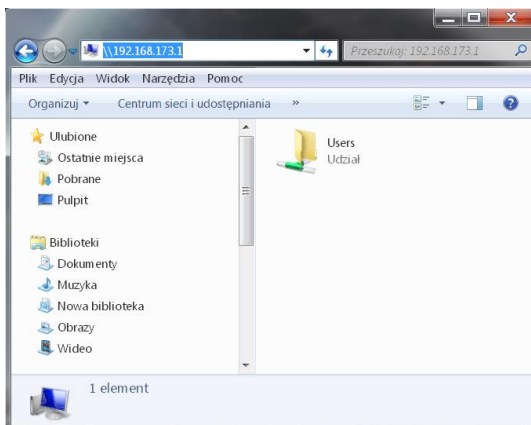 \\192.168.173.1
Przeszukaj: 192.168.173.1
Plik Edycja Widok Narzędzia Pomoc
Organizuj Centrum sieci i udostępniania »
Ulubione
Ostatnie miejsca
Pobrane
Pulpit
Biblioteki
Dokumenty
Muzyka
Nowa biblioteka
Obrazy
Wideo
Users
Udział
1 element